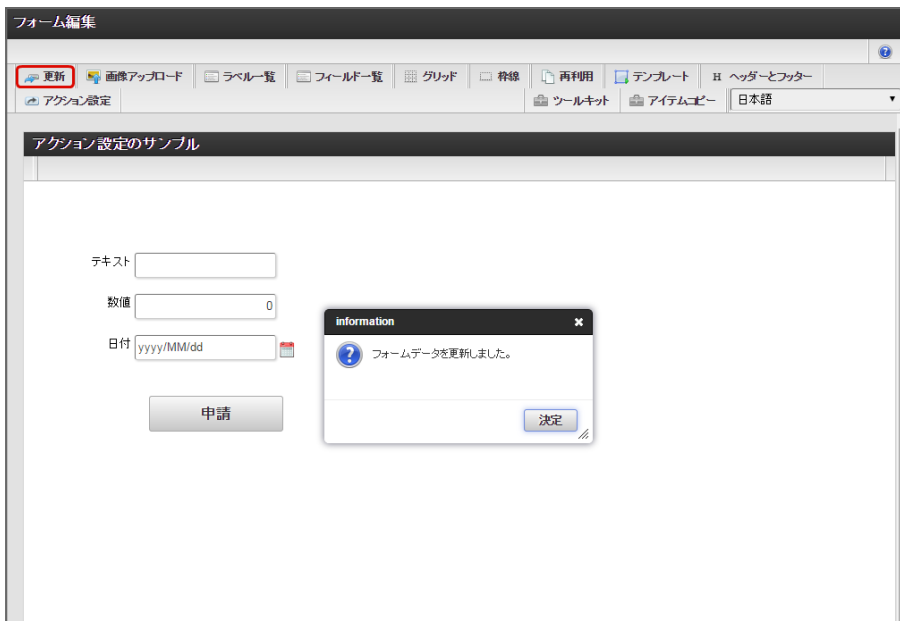 フォーム編集
更新 画像アップロード ラベル一覧 フィールド一覧 グリッド 枠線 再利用 テンプレート H ヘッダーとフッター
アクション設定 ツールキット アイテムコピー 日本語
アクション設定のサンプル
テキスト
数値 0
日付 yyyy/MM/dd
申請
information
フォームデータを更新しました。
決定